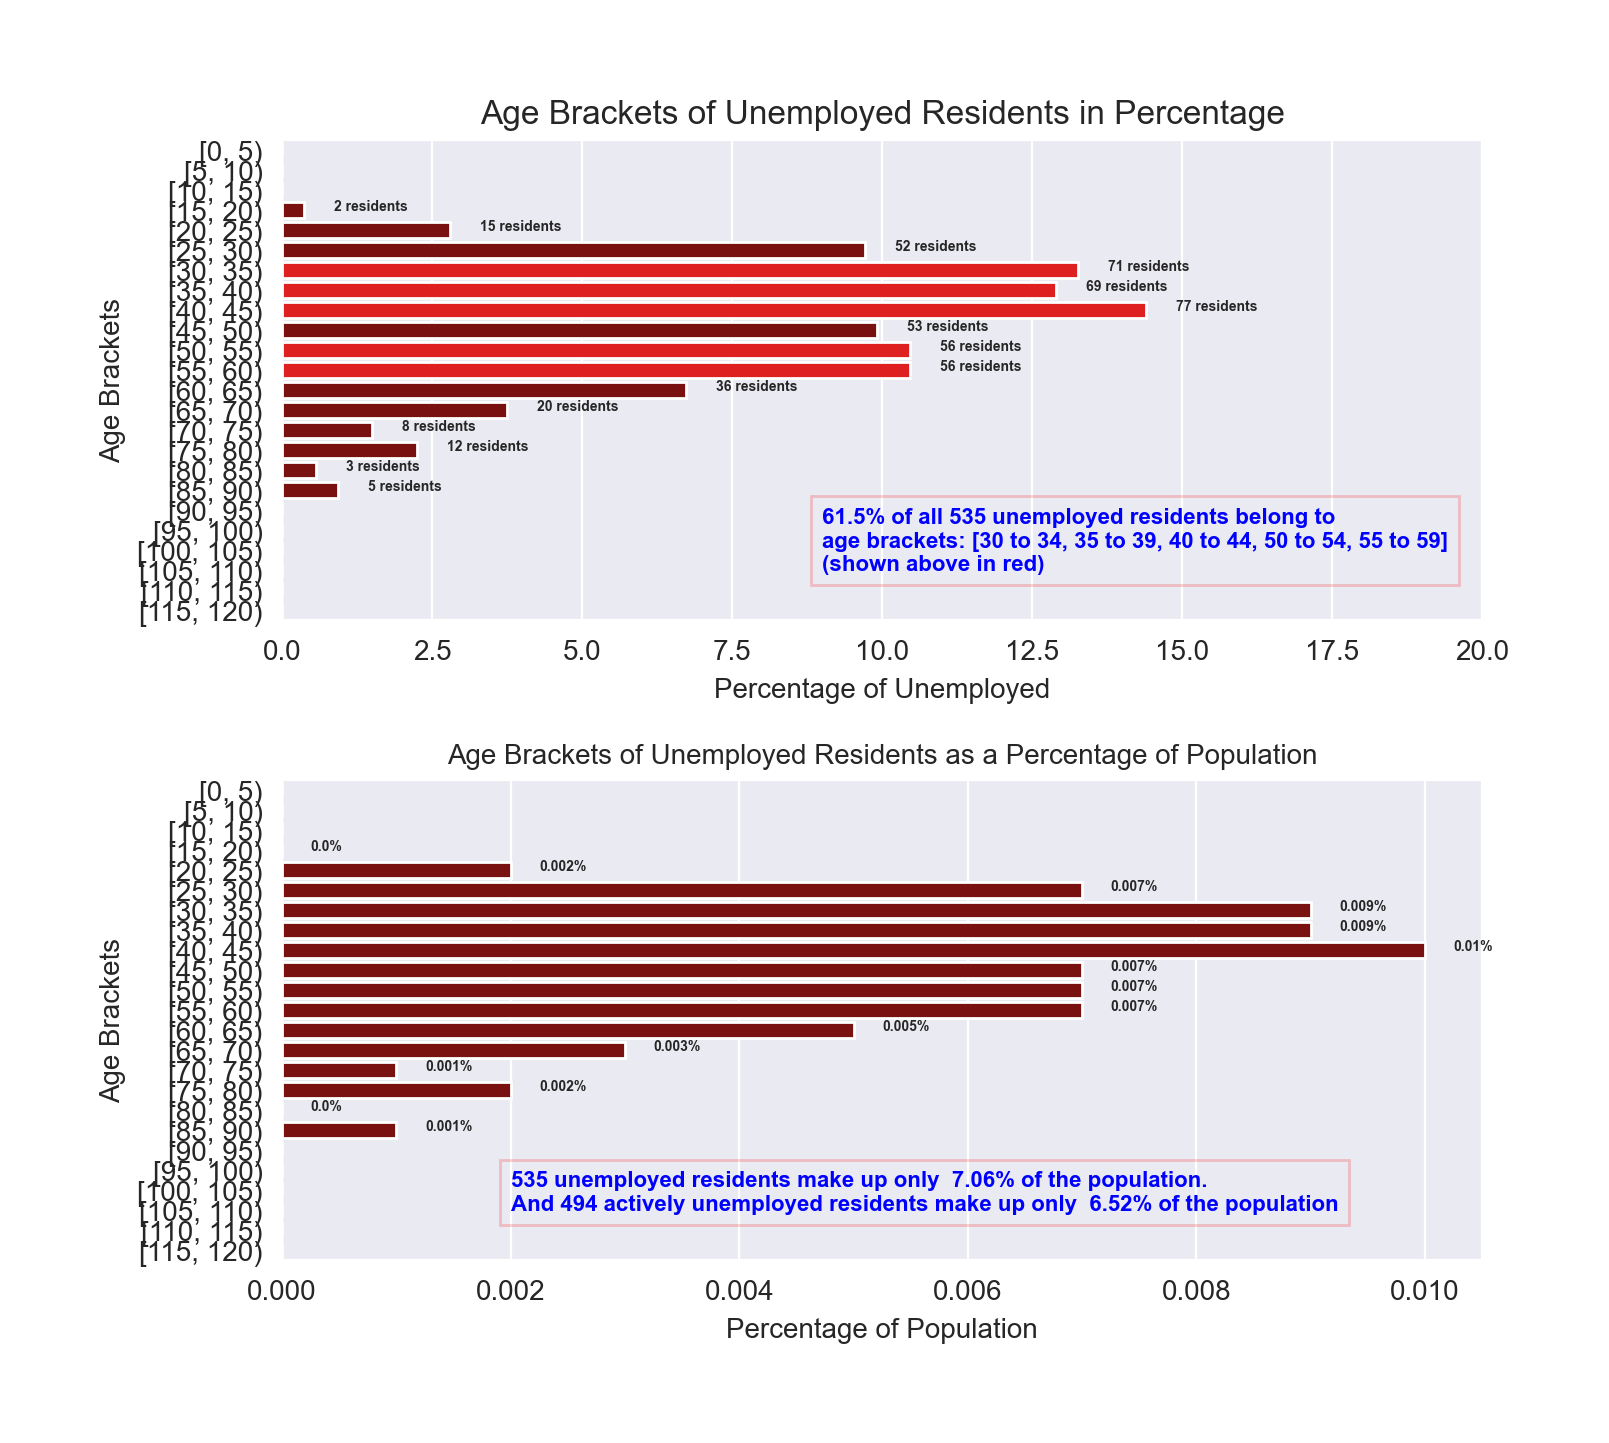 Age Brackets of Unemployed Residents in Percentage
Age Brackets
[0, 5)
[5, 10)
[10, 15)
[15, 20)
2 residents
[20, 25)
15 residents
[25, 30)
52 residents
[30, 35)
71 residents
[35, 40)
69 residents
[40, 45)
77 residents
[45, 50)
53 residents
[50, 55)
56 residents
[55, 60)
56 residents
[60, 65)
36 residents
[65, 70)
20 residents
[70, 75)
8 residents
[75, 80)
12 residents
[80, 85)
3 residents
[85, 90)
5 residents
[90, 95)
[95, 100)
[100, 105)
[105, 110)
[110, 115)
[115, 120)
61.5% of all 535 unemployed residents belong to
age brackets: [30 to 34, 35 to 39, 40 to 44, 50 to 54, 55 to 59]
(shown above in red)
0.0 2.5 5.0 7.5 10.0 12.5 15.0 17.5 20.0
Percentage of Unemployed
Age Brackets of Unemployed Residents as a Percentage of Population
Age Brackets
[0, 5)
[5, 10)
[10, 15)
[15, 20)
0.0%
[20, 25)
0.002%
[25, 30)
0.007%
[30, 35)
0.009%
[35, 40)
0.009%
[40, 45)
0.01%
[45, 50)
0.007%
[50, 55)
0.007%
[55, 60)
0.007%
[60, 65)
0.005%
[65, 70)
0.003%
[70, 75)
0.001%
[75, 80)
0.002%
[80, 85)
0.0%
[85, 90)
0.001%
[90, 95)
[95, 100)
[100, 105)
[105, 110)
[110, 115)
[115, 120)
535 unemployed residents make up only  7.06% of the population.
And 494 actively unemployed residents make up only  6.52% of the population
0.000 0.002 0.004 0.006 0.008 0.010
Percentage of Population